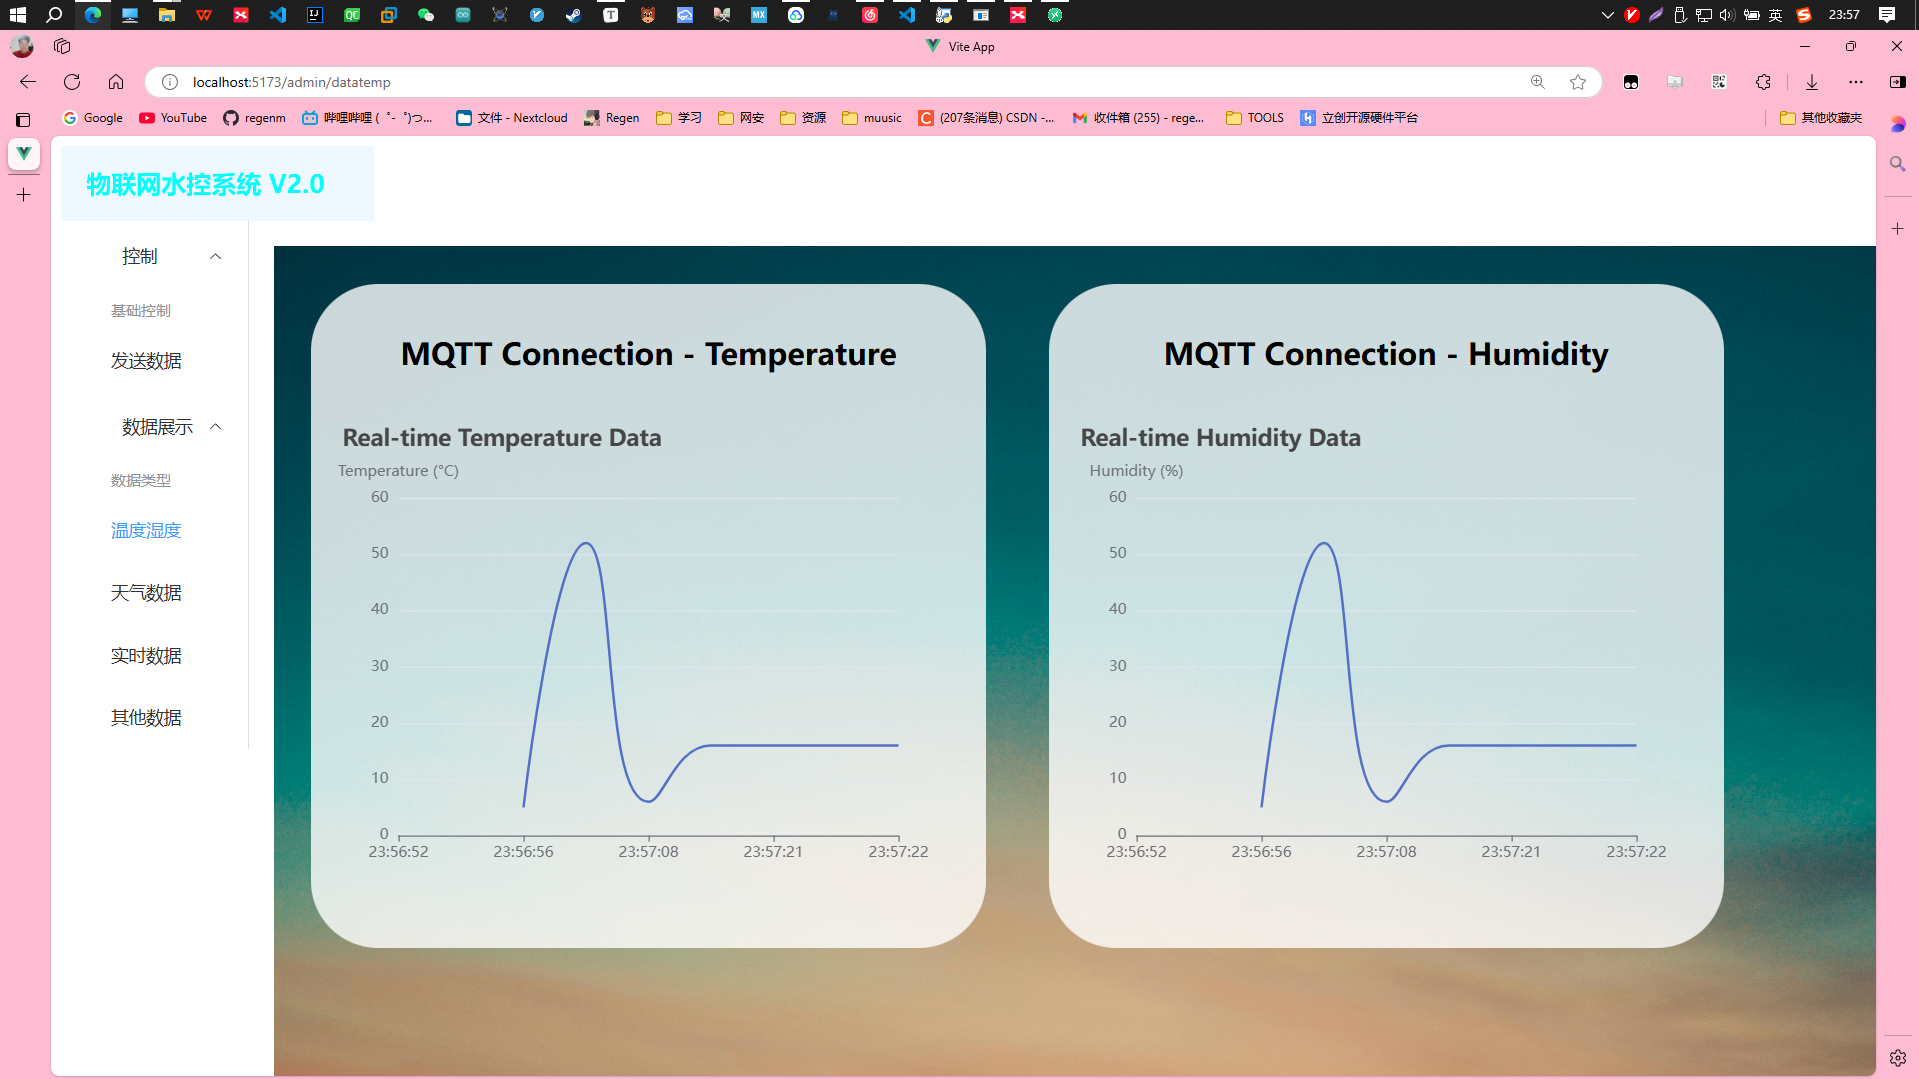 英
23:57
Vite App
localhost:5173/admin/datatemp
Google
YouTube
regenm
哔哩哔哩 (゜-゜)つ...
文件 - Nextcloud
Regen
学习
网安
资源
muusic
(207条消息) CSDN -...
收件箱 (255) - rege...
TOOLS
立创开源硬件平台
其他收藏夹
物联网水控系统 V2.0
控制
基础控制
发送数据
数据展示
数据类型
温度湿度
天气数据
实时数据
其他数据
MQTT Connection - Temperature
Real-time Temperature Data
Temperature (°C)
60
50
40
30
20
10
0
23:56:52
23:56:56
23:57:08
23:57:21
23:57:22
MQTT Connection - Humidity
Real-time Humidity Data
Humidity (%)
60
50
40
30
20
10
0
23:56:52
23:56:56
23:57:08
23:57:21
23:57:22